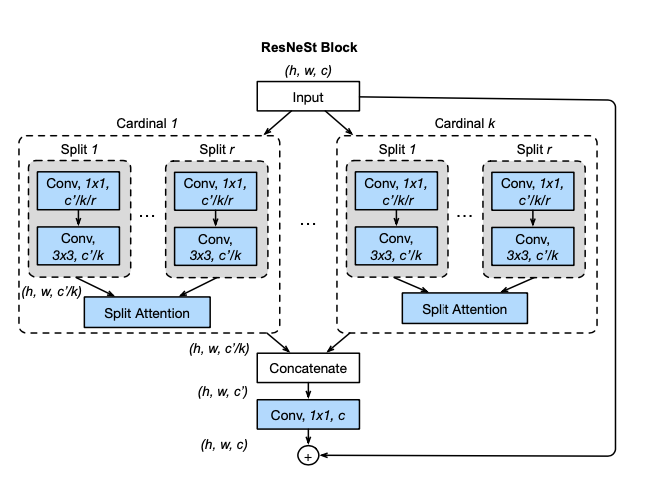 ResNeSt Block
(h, w, c)
Input
Cardinal 1
Cardinal k
Split 1
Split r
Split 1
Split r
Conv, 1x1,
c'/k/r
Conv, 1x1,
c'/k/r
Conv, 1x1,
c'/k/r
Conv, 1x1,
c'/k/r
...
...
...
Conv,
3x3, c'/k
Conv,
3x3, c'/k
Conv,
3x3, c'/k
Conv,
3x3, c'/k
(h, w, c'/k)
Split Attention
Split Attention
(h, w, c'/k)
Concatenate
(h, w, c')
Conv, 1x1, c
(h, w, c)
+